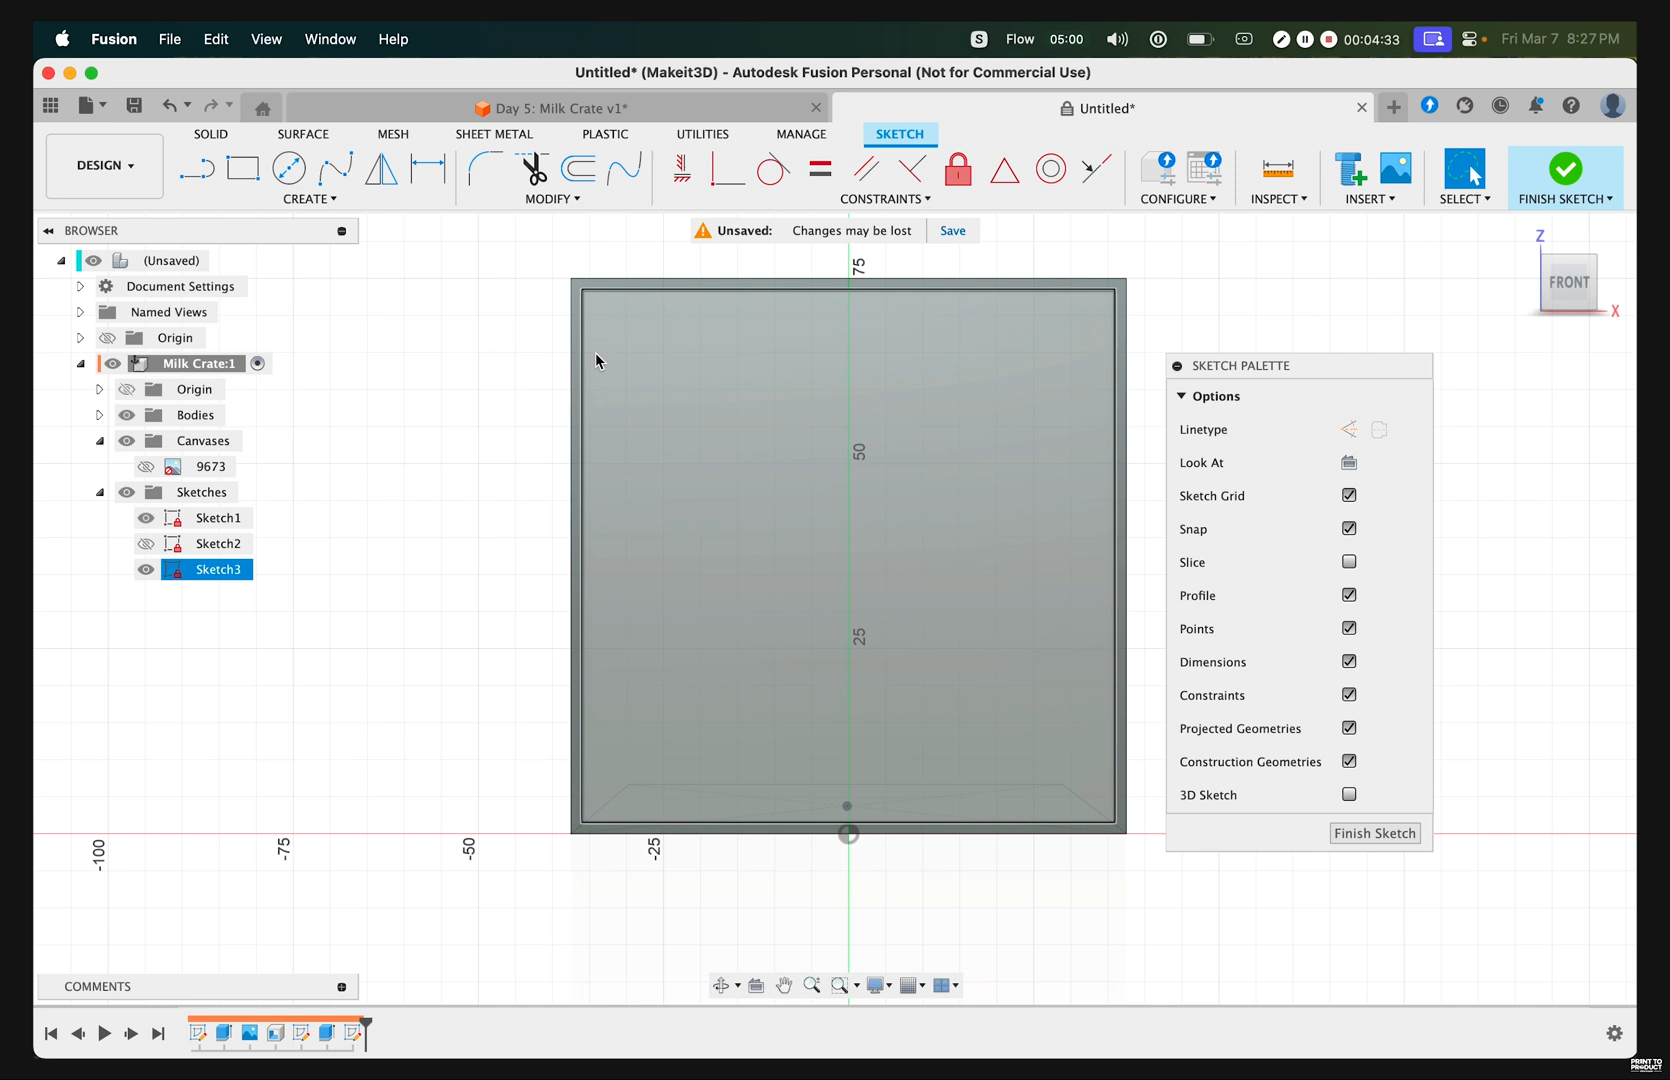 Fusion File Edit View Window Help
S Flow 05:00 00:04:33 Fri Mar 7 8:27 PM
Untitled* (Makeit3D) - Autodesk Fusion Personal (Not for Commercial Use)
Day 5: Milk Crate v1*
Untitled*
SOLID SURFACE MESH SHEET METAL PLASTIC UTILITIES MANAGE SKETCH
DESIGN
CREATE MODIFY CONSTRAINTS CONFIGURE INSPECT INSERT SELECT FINISH SKETCH
BROWSER
Unsaved: Changes may be lost Save
(Unsaved)
Document Settings
Named Views
Origin
Milk Crate:1
Origin
Bodies
Canvases
9673
Sketches
Sketch1
Sketch2
Sketch3
75
50
25
-100
-75
-50
-25
Z
FRONT
X
SKETCH PALETTE
Options
Linetype
Look At
Sketch Grid
Snap
Slice
Profile
Points
Dimensions
Constraints
Projected Geometries
Construction Geometries
3D Sketch
Finish Sketch
COMMENTS
PRINT TO
PRODUCT